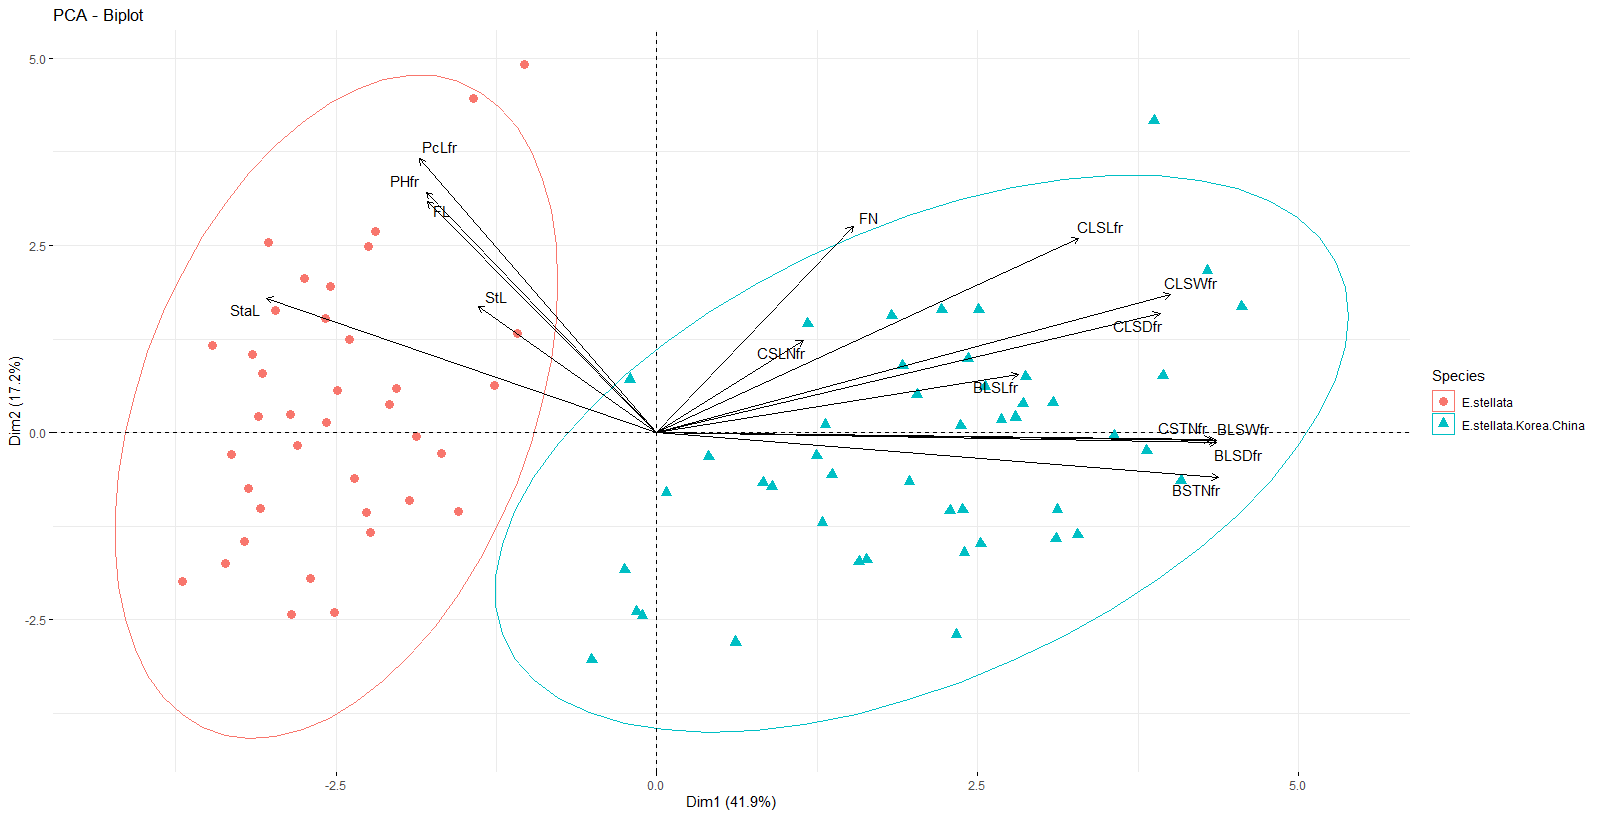 PCA - Biplot
5.0
2.5
0.0
-2.5
Dim2 (17.2%)
PcLfr
PHfr
FL
StL
StaL
FN
CLSLfr
CLSWfr
CLSDfr
CSLNfr
BLSLfr
CSTNfr
BLSWfr
BLSDfr
BSTNfr
-2.5
0.0
2.5
5.0
Dim1 (41.9%)
Species
E.stellata
E.stellata.Korea.China